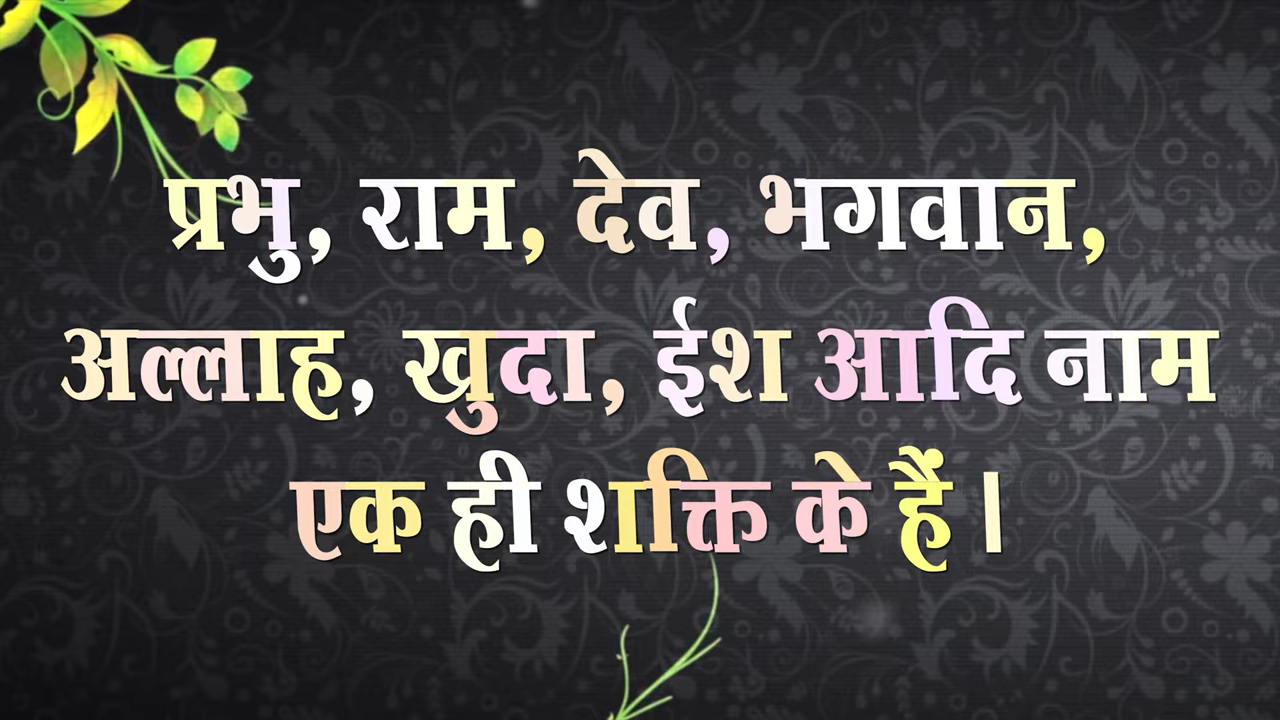 प्रभु, राम, देव, भगवान,
अल्लाह, खुदा, ईश आदि नाम
एक ही शक्ति के हैं।